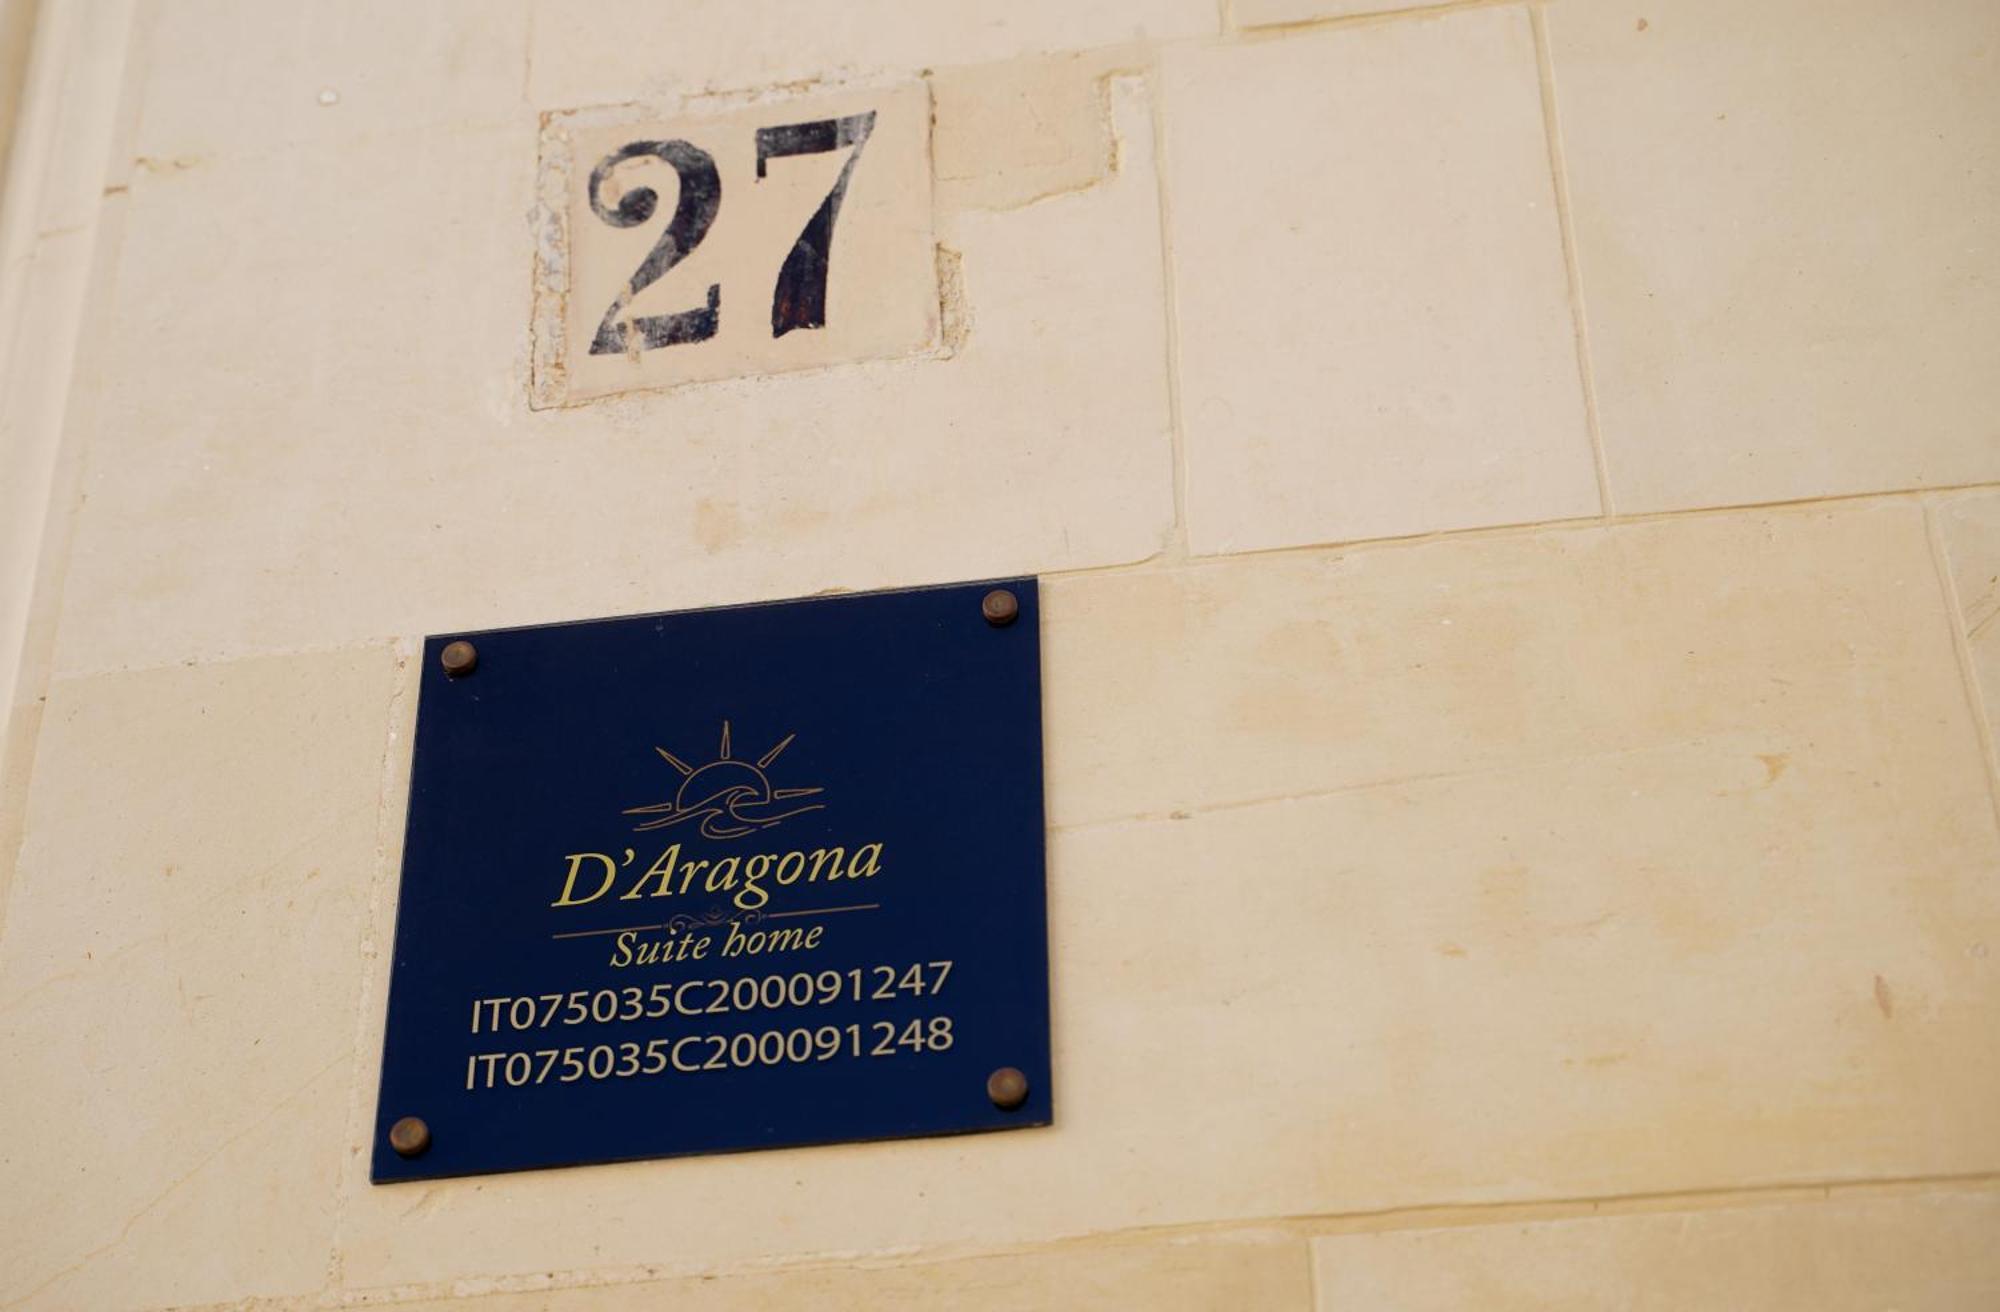 27
D'Aragona
Suite home
IT075035C200091247
IT075035C200091248